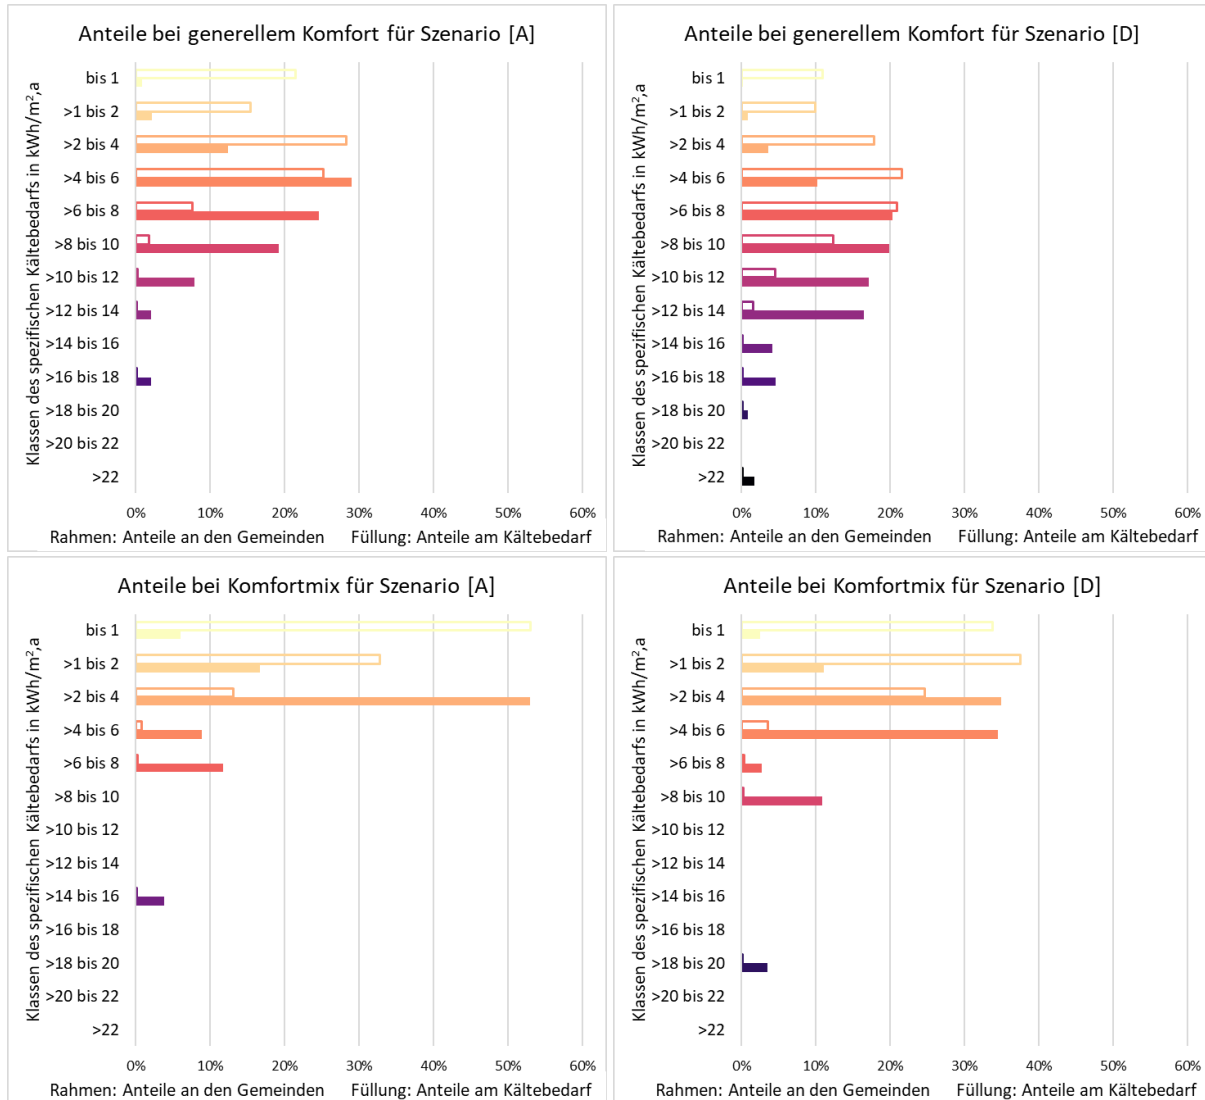 Anteile bei generellem Komfort für Szenario [A]
Klassen des spezifischen Kältebedarfs in kWh/m²,a
bis 1
>1 bis 2
>2 bis 4
>4 bis 6
>6 bis 8
>8 bis 10
>10 bis 12
>12 bis 14
>14 bis 16
>16 bis 18
>18 bis 20
>20 bis 22
>22
0% 10% 20% 30% 40% 50% 60%
Rahmen: Anteile an den Gemeinden Füllung: Anteile am Kältebedarf
Anteile bei generellem Komfort für Szenario [D]
Klassen des spezifischen Kältebedarfs in kWh/m²,a
bis 1
>1 bis 2
>2 bis 4
>4 bis 6
>6 bis 8
>8 bis 10
>10 bis 12
>12 bis 14
>14 bis 16
>16 bis 18
>18 bis 20
>20 bis 22
>22
0% 10% 20% 30% 40% 50% 60%
Rahmen: Anteile an den Gemeinden Füllung: Anteile am Kältebedarf
Anteile bei Komfortmix für Szenario [A]
Klassen des spezifischen Kältebedarfs in kWh/m²,a
bis 1
>1 bis 2
>2 bis 4
>4 bis 6
>6 bis 8
>8 bis 10
>10 bis 12
>12 bis 14
>14 bis 16
>16 bis 18
>18 bis 20
>20 bis 22
>22
0% 10% 20% 30% 40% 50% 60%
Rahmen: Anteile an den Gemeinden Füllung: Anteile am Kältebedarf
Anteile bei Komfortmix für Szenario [D]
Klassen des spezifischen Kältebedarfs in kWh/m²,a
bis 1
>1 bis 2
>2 bis 4
>4 bis 6
>6 bis 8
>8 bis 10
>10 bis 12
>12 bis 14
>14 bis 16
>16 bis 18
>18 bis 20
>20 bis 22
>22
0% 10% 20% 30% 40% 50% 60%
Rahmen: Anteile an den Gemeinden Füllung: Anteile am Kältebedarf